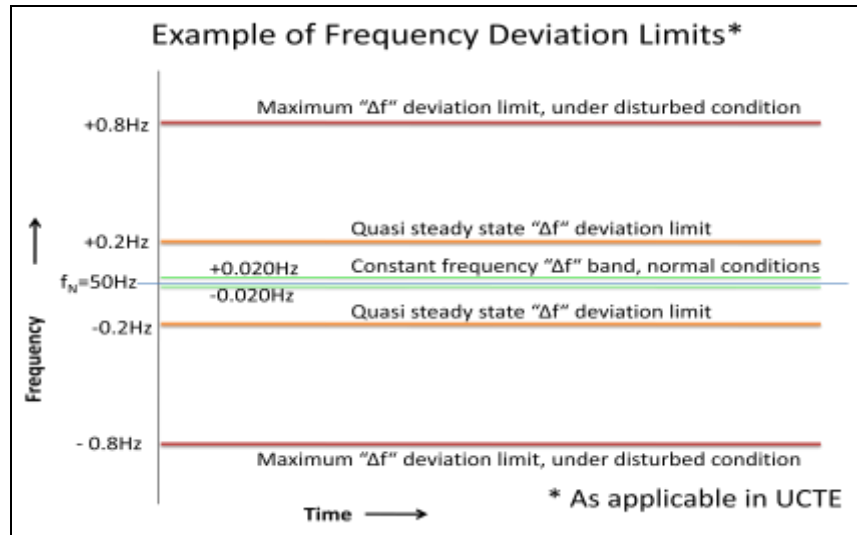 Example of Frequency Deviation Limits*
Maximum “Δf” deviation limit, under disturbed condition
+0.8Hz
Quasi steady state “Δf” deviation limit
+0.2Hz
+0.020Hz
Constant frequency “Δf” band, normal conditions
fN=50Hz
-0.020Hz
Quasi steady state “Δf” deviation limit
-0.2Hz
Frequency
- 0.8Hz
Maximum “Δf” deviation limit, under disturbed condition
* As applicable in UCTE
Time